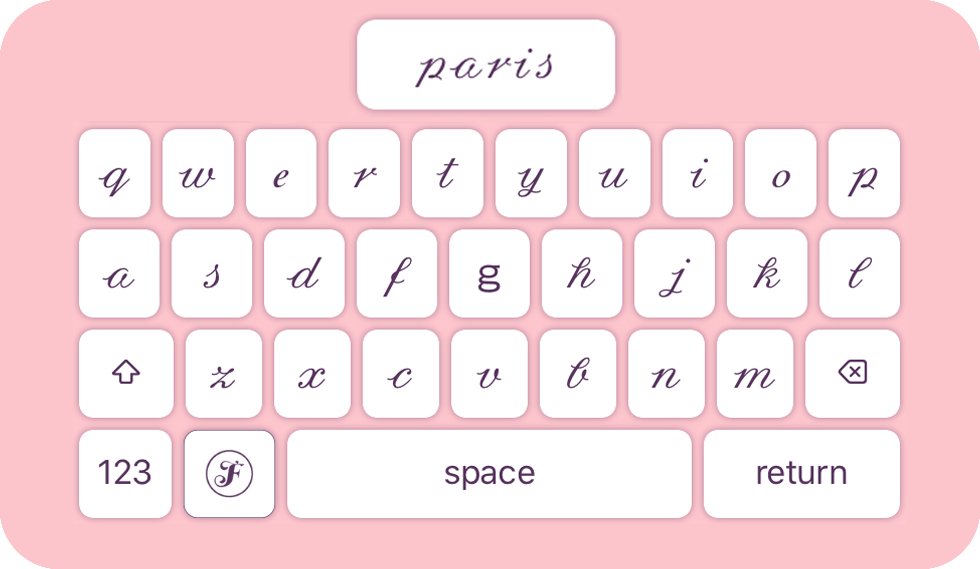 paris
q w e r t y u i o p
a s d f g h j k l
z x c v b n m
123 F space return